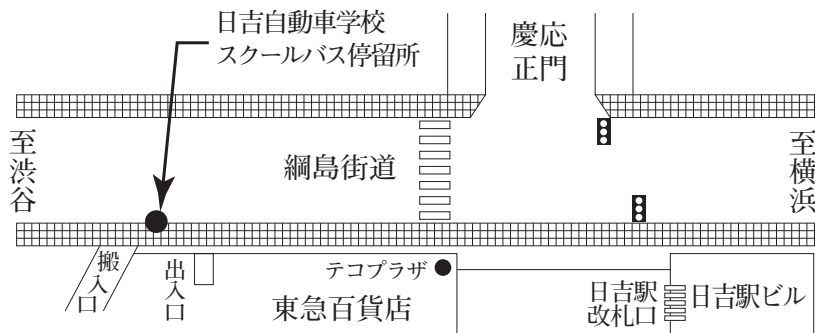 日吉自動車学校
スクールバス停留所
慶応
正門
至渋谷
綱島街道
至横浜
搬入口
出入口
テコプラザ
東急百貨店
日吉駅
改札口
日吉駅ビル